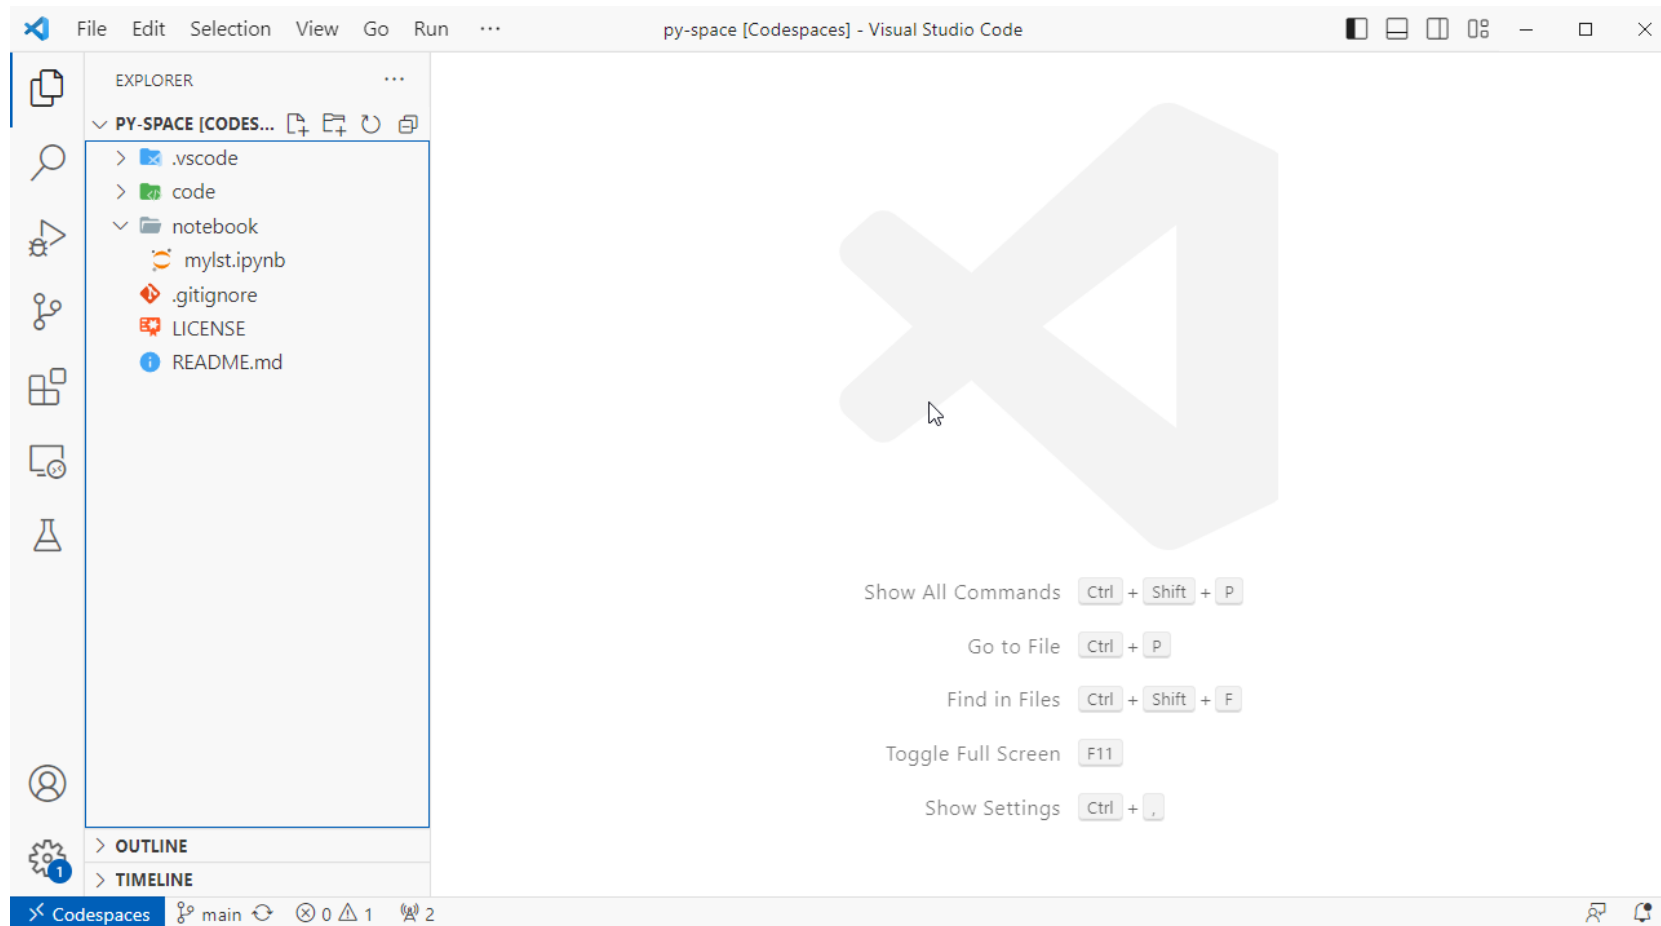 File Edit Selection View Go Run ···
py-space [Codespaces] - Visual Studio Code
EXPLORER ···
PY-SPACE [CODES...
.vscode
code
notebook
mylst.ipynb
.gitignore
LICENSE
README.md
OUTLINE
TIMELINE
Show All Commands Ctrl + Shift + P
Go to File Ctrl + P
Find in Files Ctrl + Shift + F
Toggle Full Screen F11
Show Settings Ctrl + ,
1
Codespaces main 0 1 2